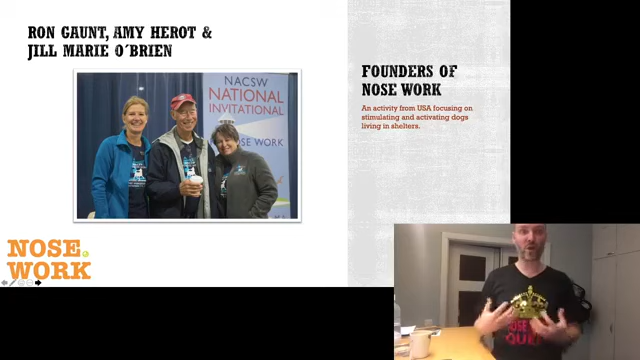 RON GAUNT, AMY HEROT &
JILL MARIE O´BRIEN
NACSW
NATIONAL
INVITATIONAL
SE WORK
FOUNDERS OF
NOSE WORK
An activity from USA focusing on
stimulating and activating dogs
living in shelters.
NOSE
WORK